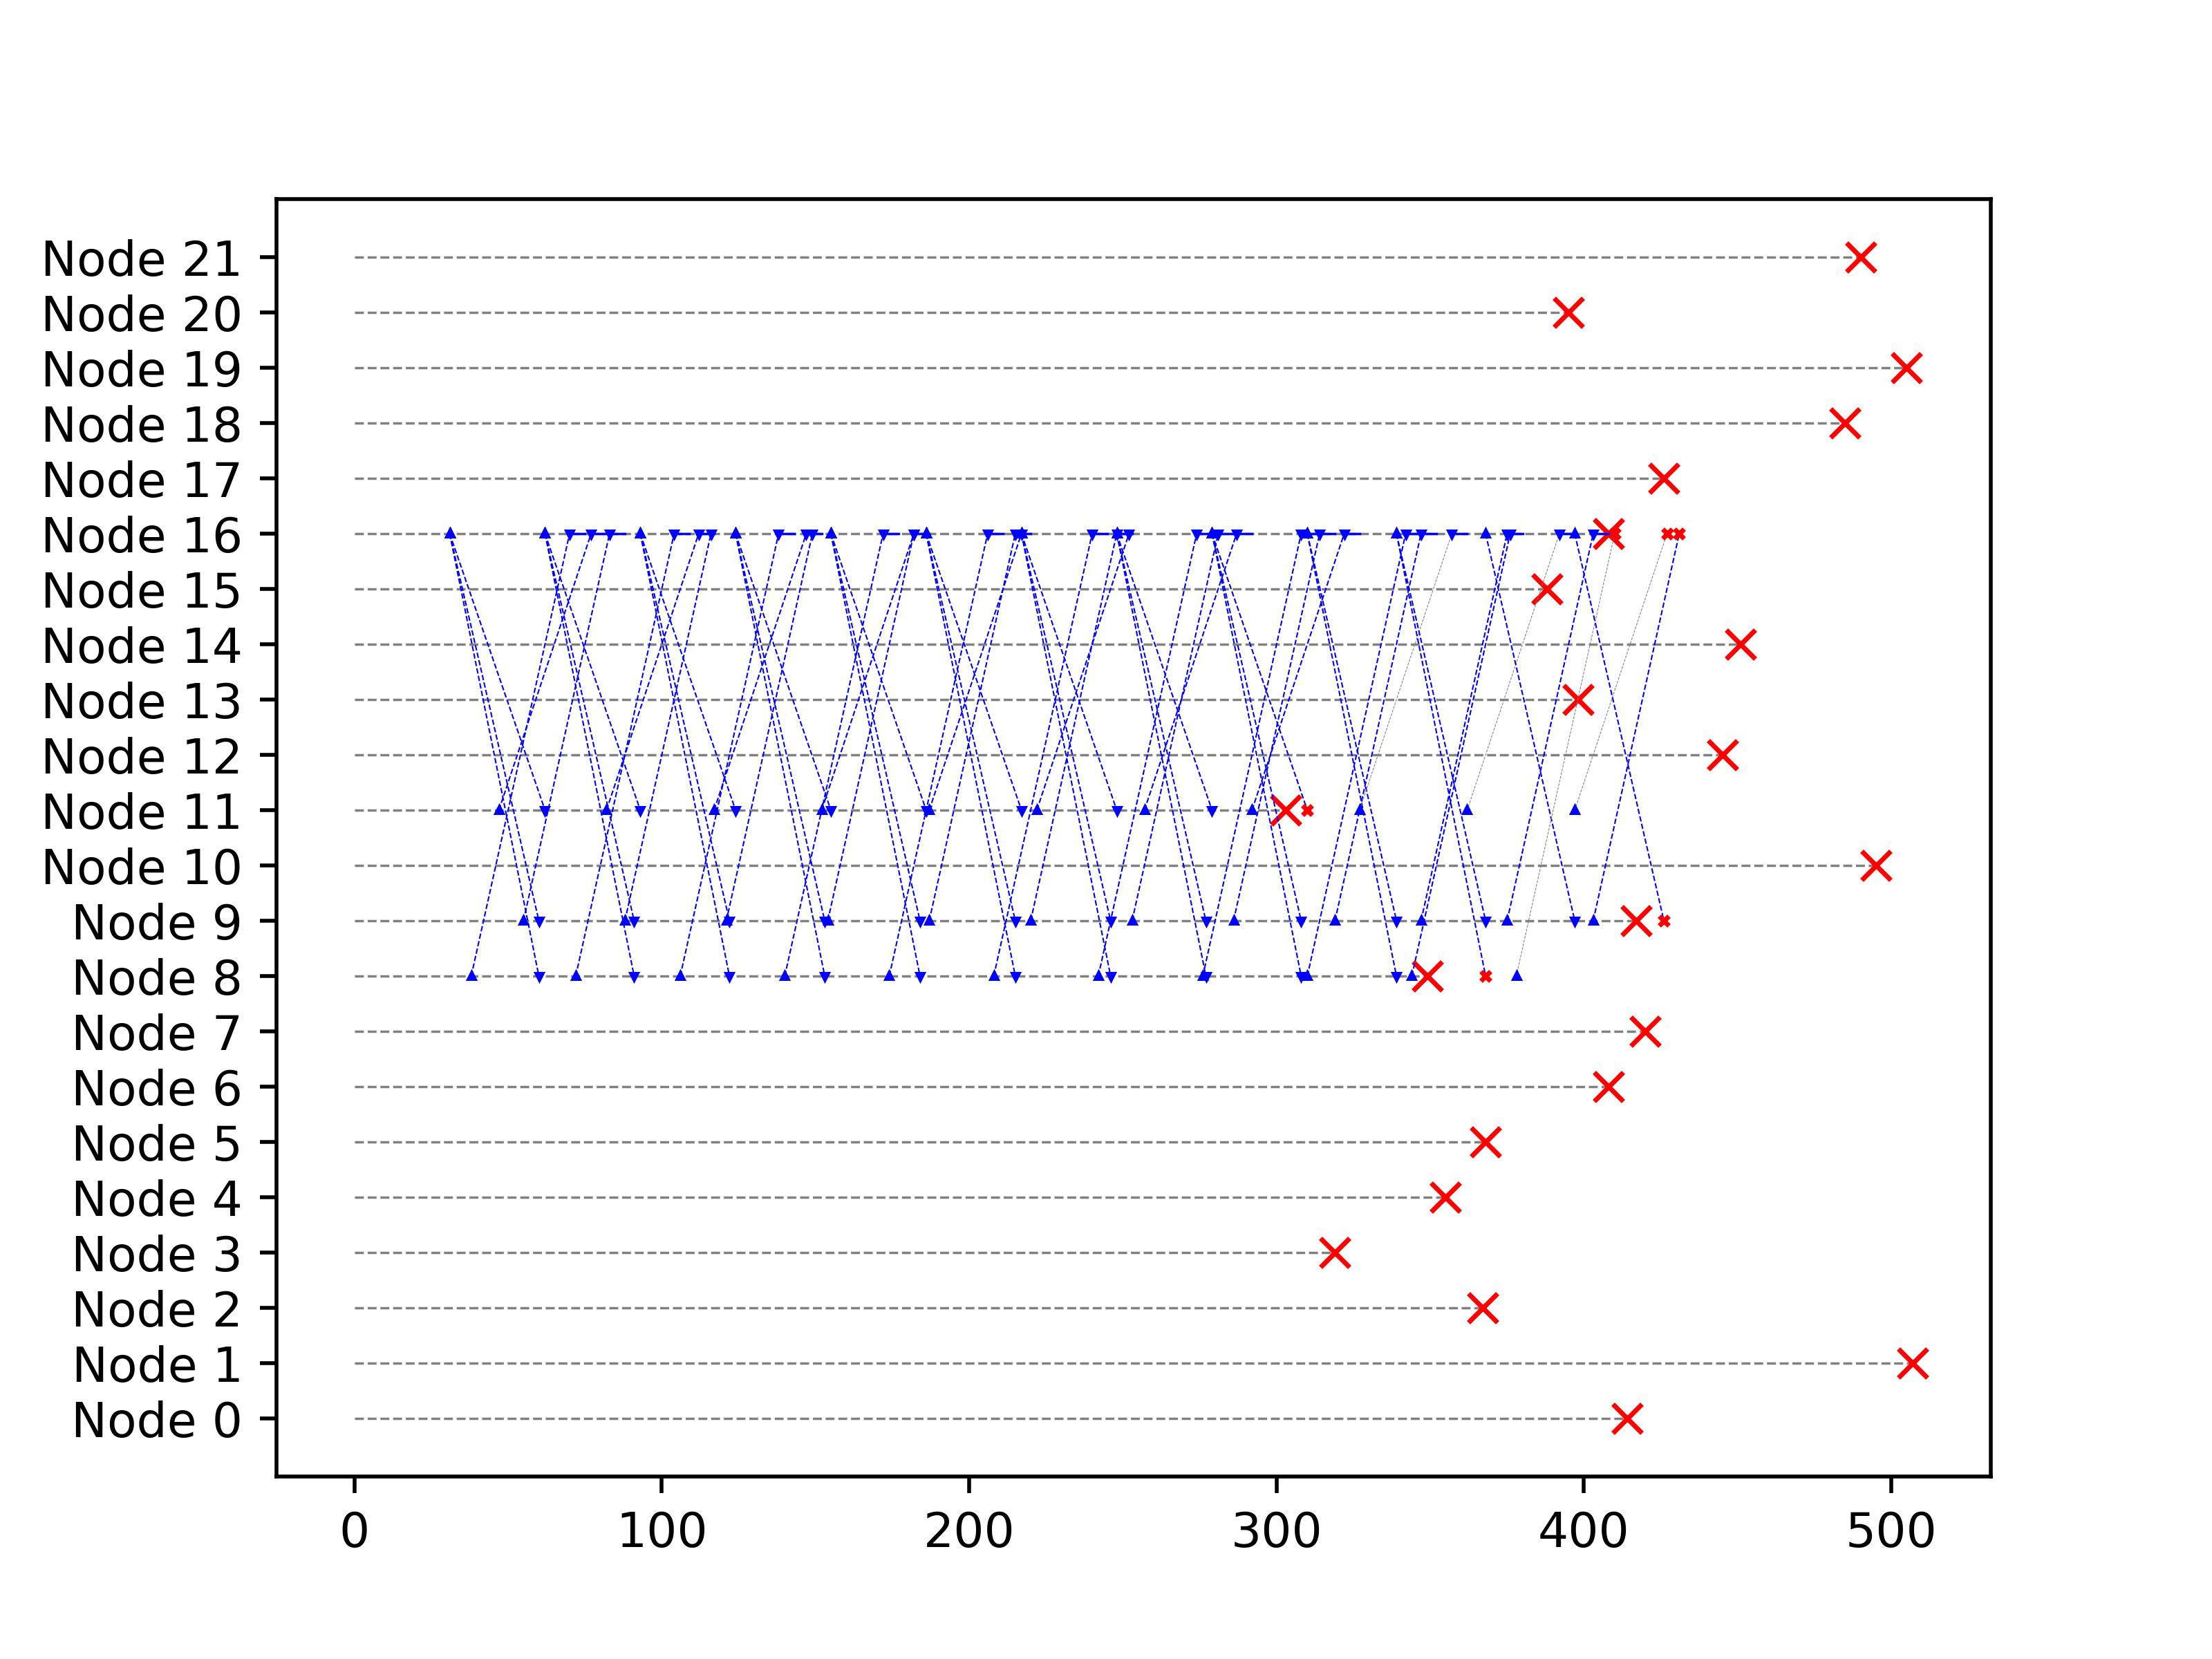 Node 21
Node 20
Node 19
Node 18
Node 17
Node 16
Node 15
Node 14
Node 13
Node 12
Node 11
Node 10
Node 9
Node 8
Node 7
Node 6
Node 5
Node 4
Node 3
Node 2
Node 1
Node 0
0 100 200 300 400 500